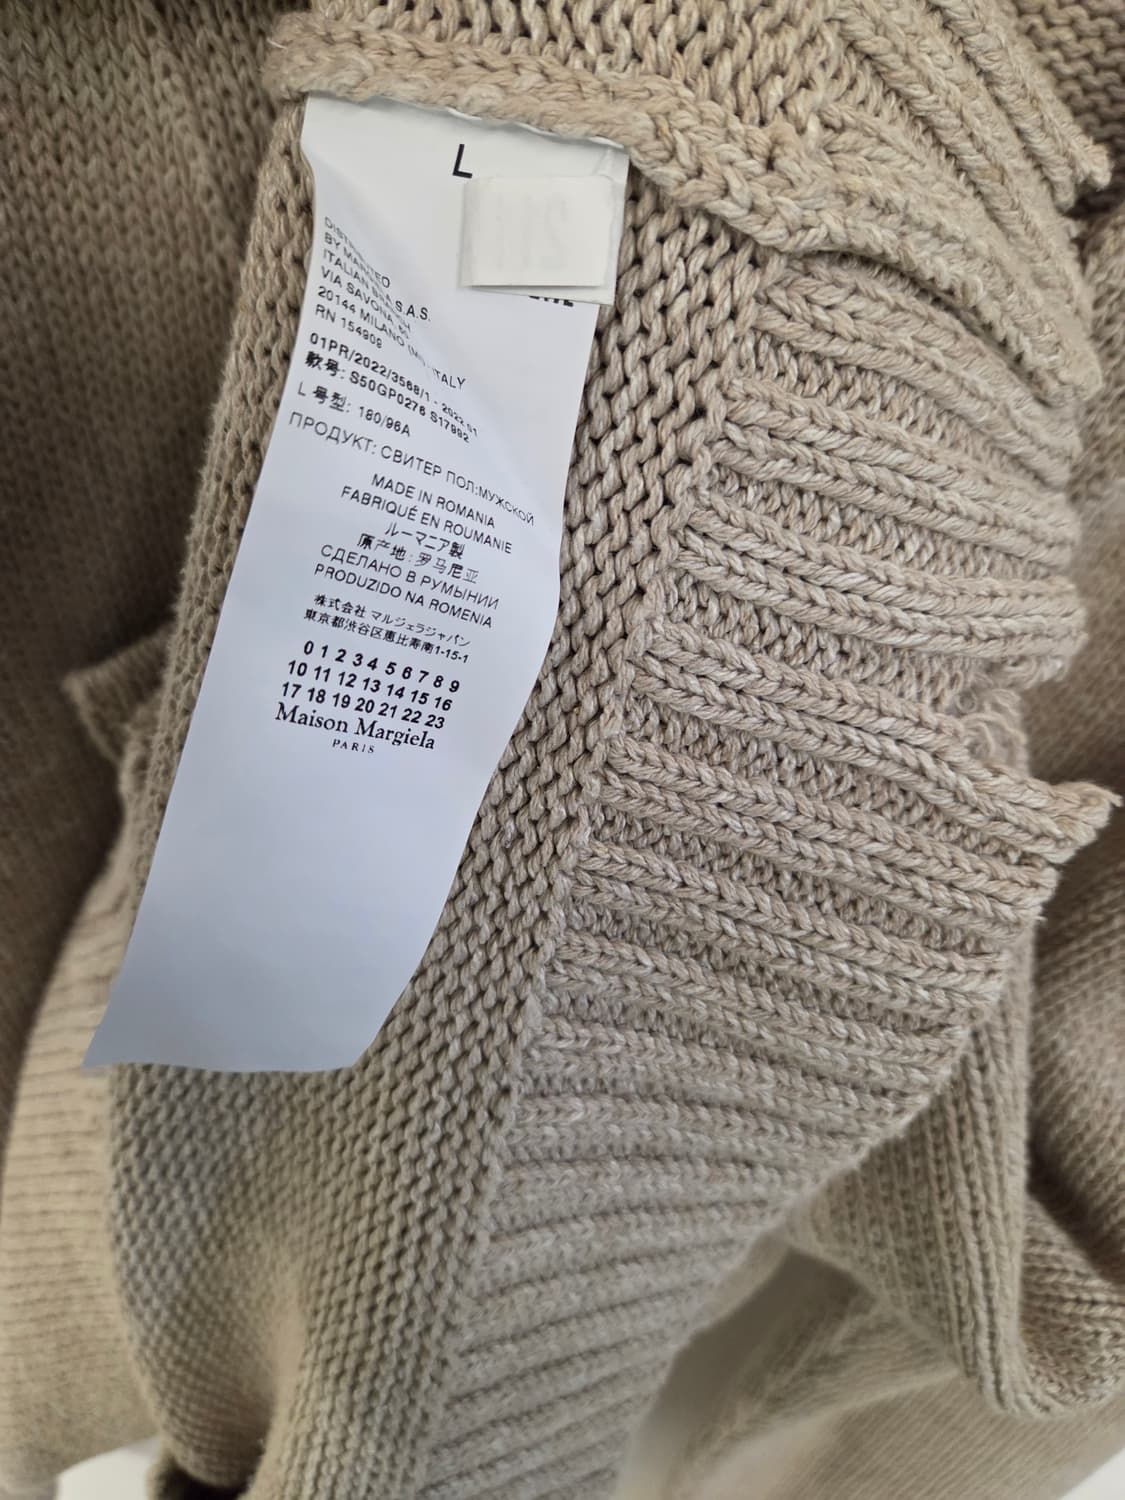 L
BY
ITALIAN
VIA SAVONA
20144 MILANO ITALY
RN 154909
01PR/2022/3568/1 - 2022 01
款号: S50GP0276 S17992
L 号型: 180/96A
ПРОДУКТ: СВИТЕР ПОЛ:МУЖСКОЙ
MADE IN ROMANIA
FABRIQUÉ EN ROUMANIE
ルーマニア製
原产地: 罗马尼亚
СДЕЛАНО В РУМЫНИИ
PRODUZIDO NA ROMENIA
株式会社 マルジェラジャパン
東京都渋谷区恵比寿南1-15-1
0 1 2 3 4 5 6 7 8 9
10 11 12 13 14 15 16
17 18 19 20 21 22 23
Maison Margiela
PARIS